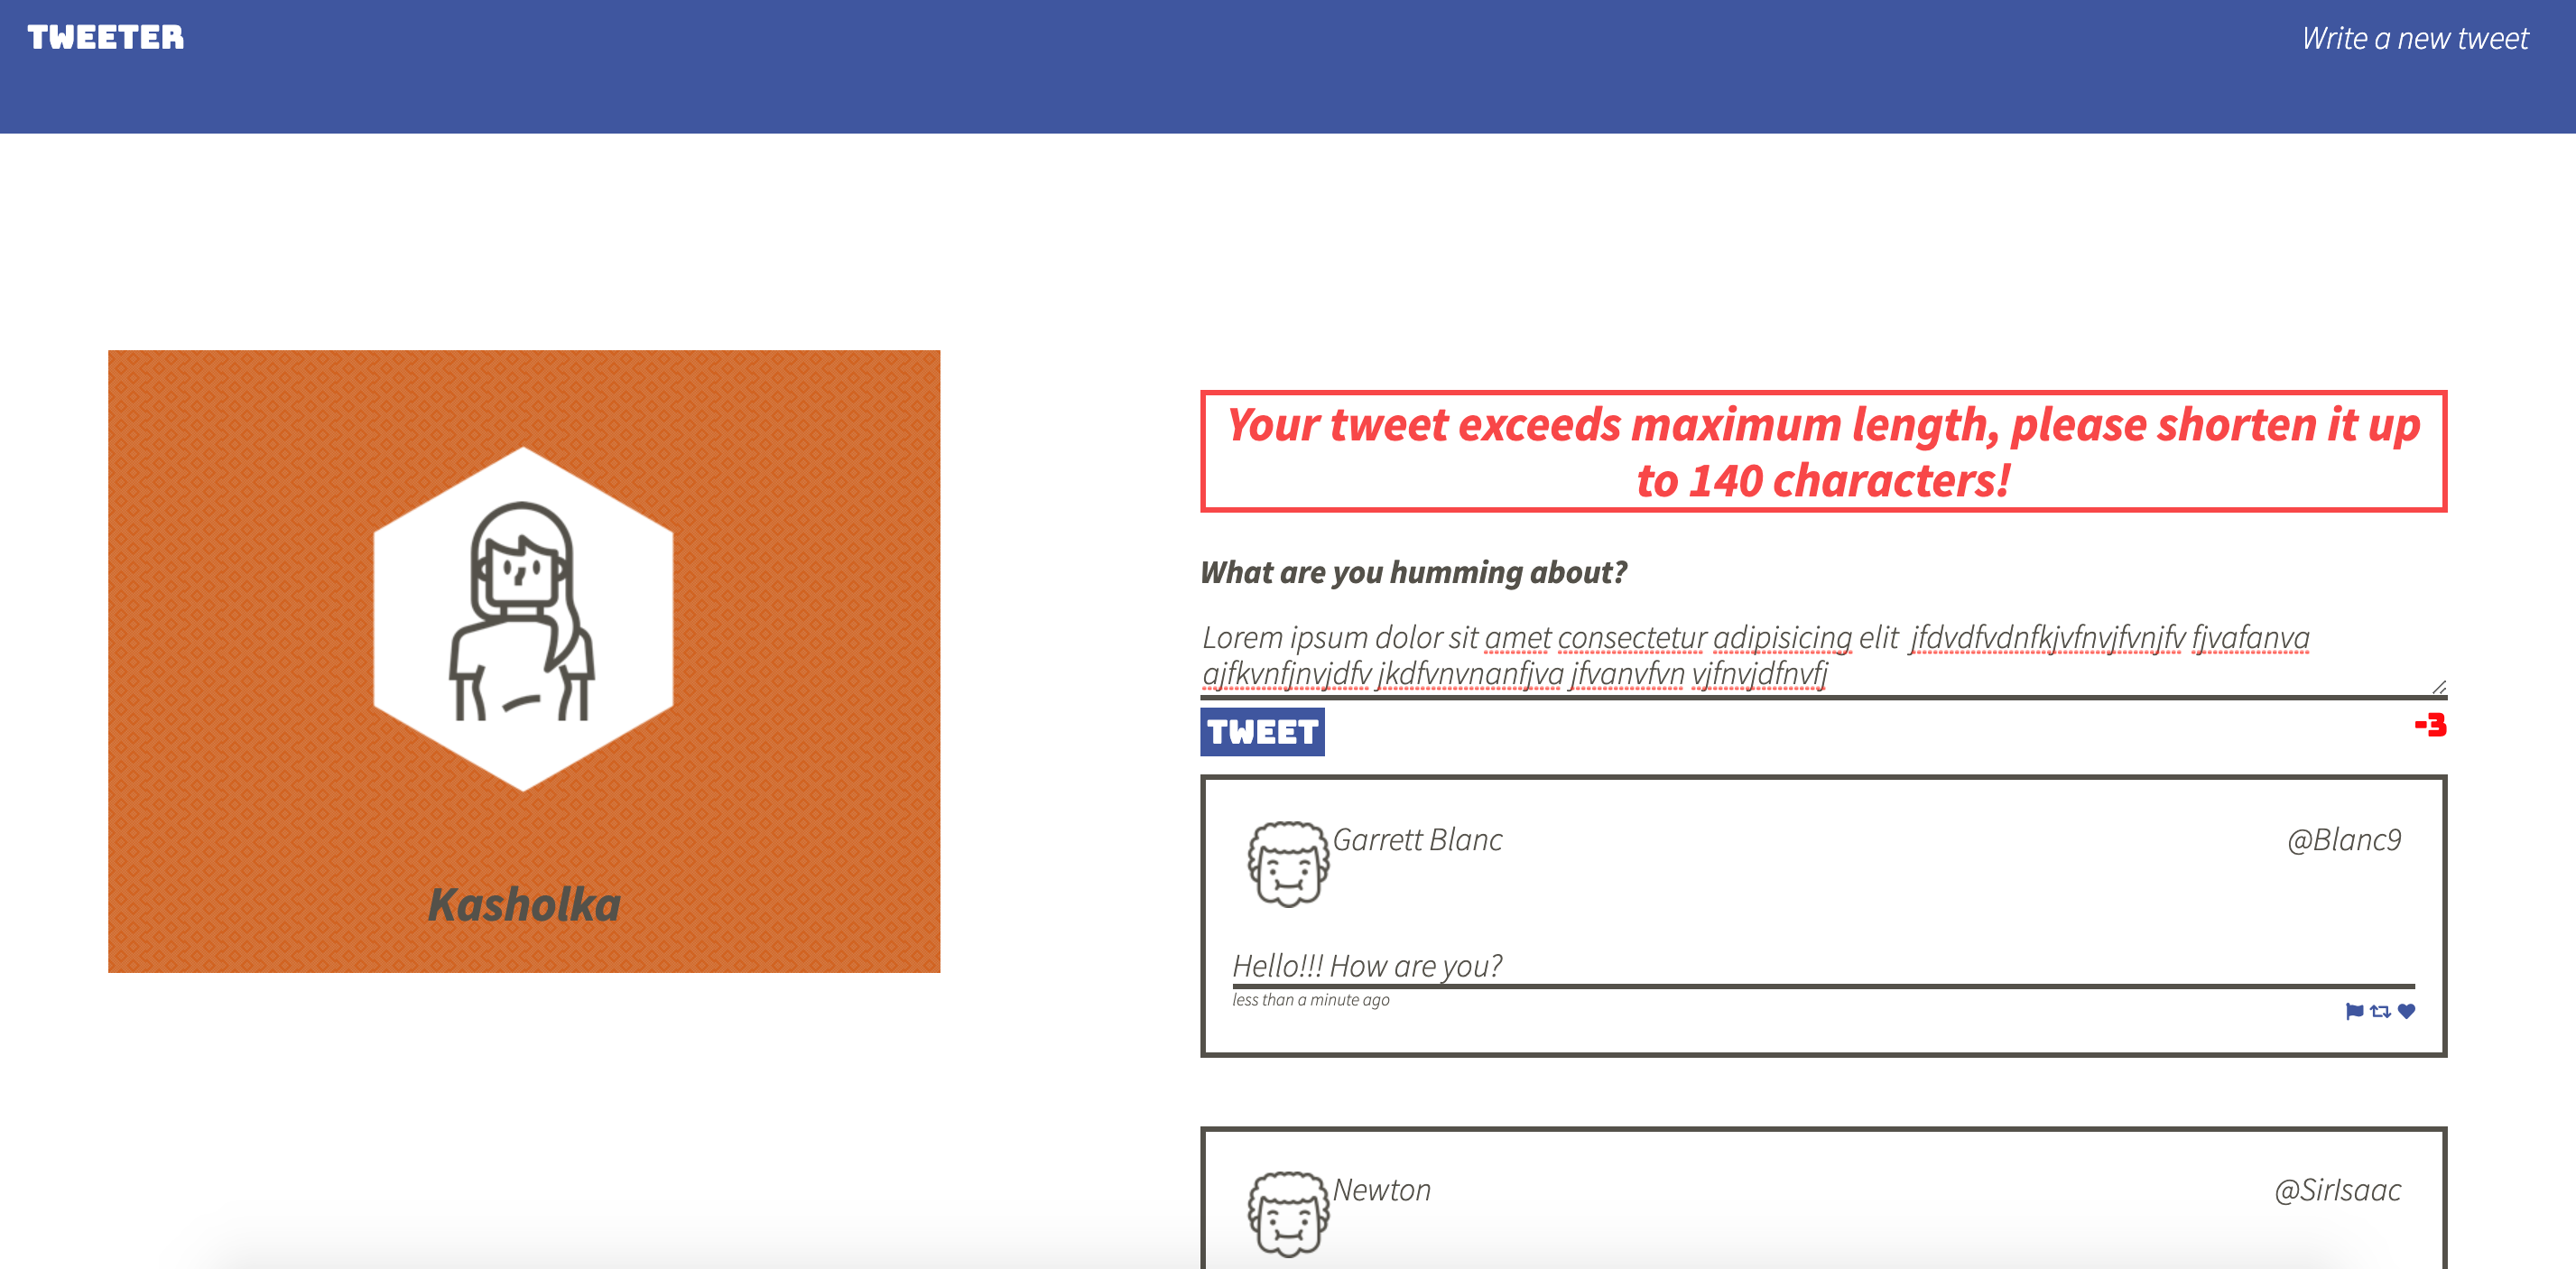 TWEETER
Write a new tweet
Kasholka
Your tweet exceeds maximum length, please shorten it up
to 140 characters!
What are you humming about?
Lorem ipsum dolor sit amet consectetur adipisicing elit  jfdvdfvdnfkjvfnvjfvnjfv fjvafanva
ajfkvnfjnvjdfv jkdfvnvnanfjva jfvanvfvn vjfnvjdfnvfj
TWEET
-3
Garrett Blanc
@Blanc9
Hello!!! How are you?
less than a minute ago
Newton
@SirIsaac